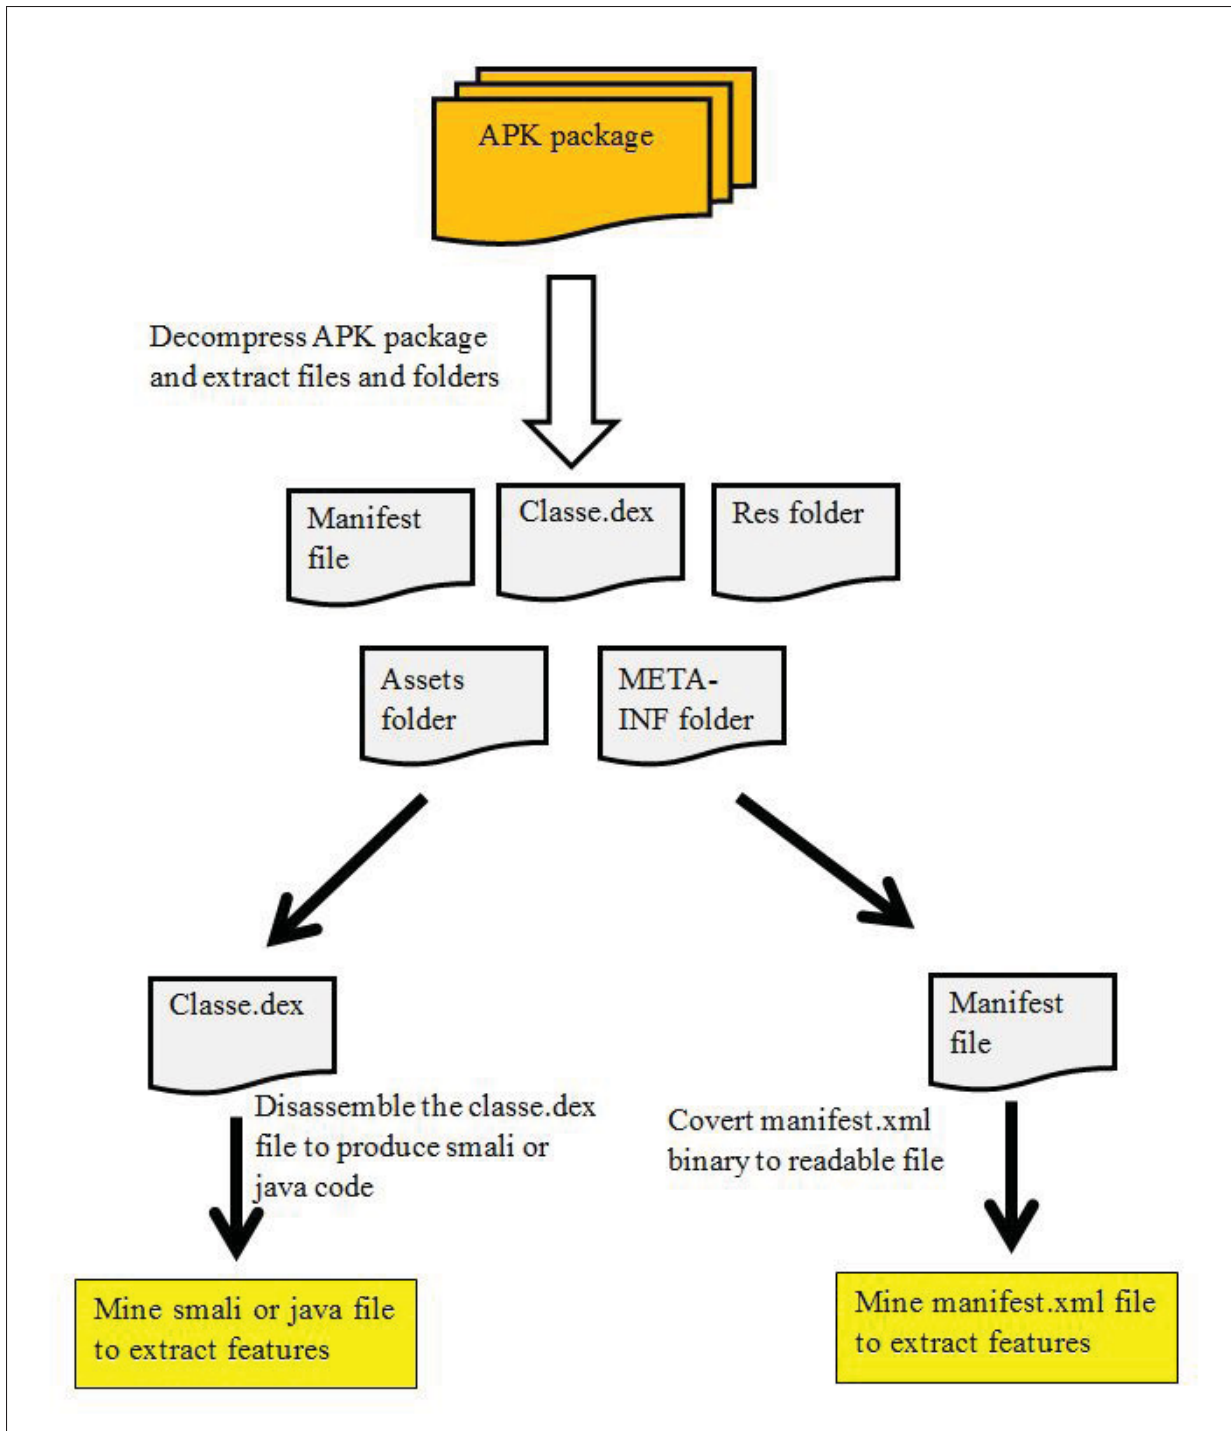 APK package
Decompress APK package
and extract files and folders
Manifest
file
Classe.dex
Res folder
Assets
folder
META-
INF folder
Classe.dex
Manifest
file
Disassemble the classe.dex
file to produce smali or
java code
Covert manifest.xml
binary to readable file
Mine smali or java file
to extract features
Mine manifest.xml file
to extract features